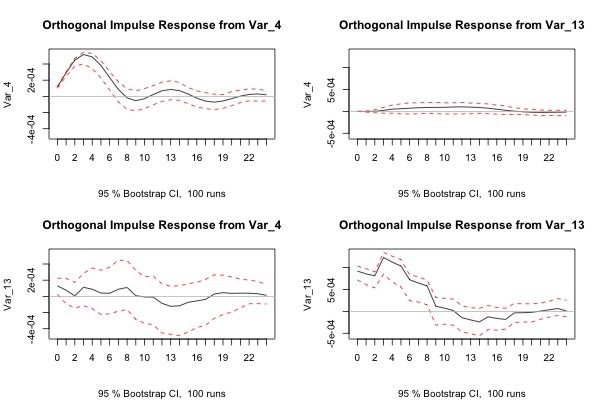 Orthogonal Impulse Response from Var_4
Var_4
2e-04
-4e-04
0 2 4 6 8 10 13 16 19 22
95 % Bootstrap CI, 100 runs
Orthogonal Impulse Response from Var_13
Var_4
5e-04
-5e-04
0 2 4 6 8 10 13 16 19 22
95 % Bootstrap CI, 100 runs
Orthogonal Impulse Response from Var_4
Var_13
2e-04
-4e-04
0 2 4 6 8 10 13 16 19 22
95 % Bootstrap CI, 100 runs
Orthogonal Impulse Response from Var_13
Var_13
5e-04
-5e-04
0 2 4 6 8 10 13 16 19 22
95 % Bootstrap CI, 100 runs